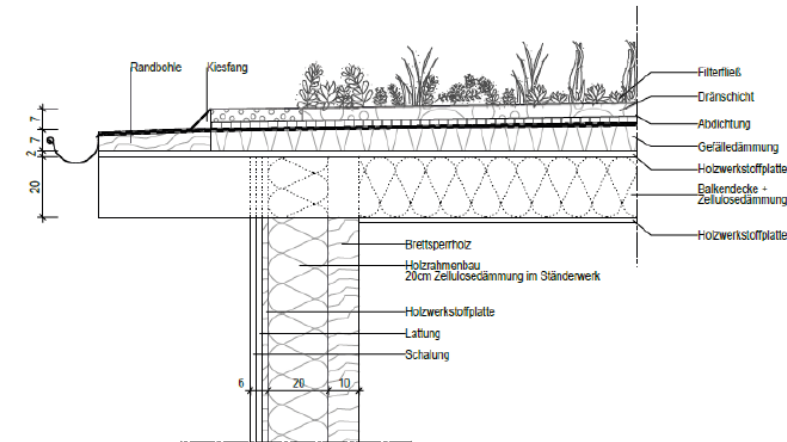 Randbohle
Kiesfang
Filterfließ
Dränschicht
Abdichtung
Gefälledämmung
Holzwerkstoffplatte
Balkendecke +
Zellulosedämmung
Holzwerkstoffplatte
7
7
2
20
Brettsperrholz
Holzrahmenbau
20cm Zellulosedämmung im Ständerwerk
Holzwerkstoffplatte
Lattung
Schalung
6
20
10